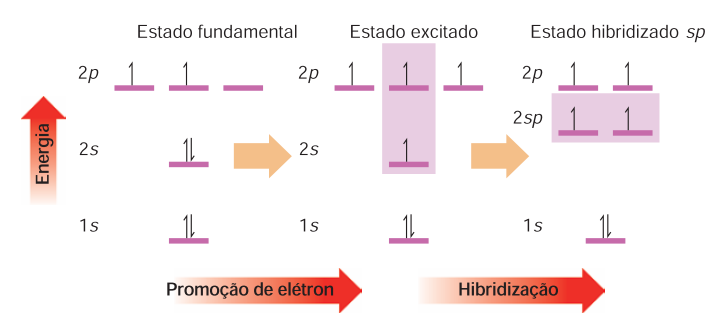 Estado fundamental
Estado excitado
Estado hibridizado sp
2p
2p
2p
2sp
Energia
2s
2s
1s
1s
1s
Promoção de elétron
Hibridização